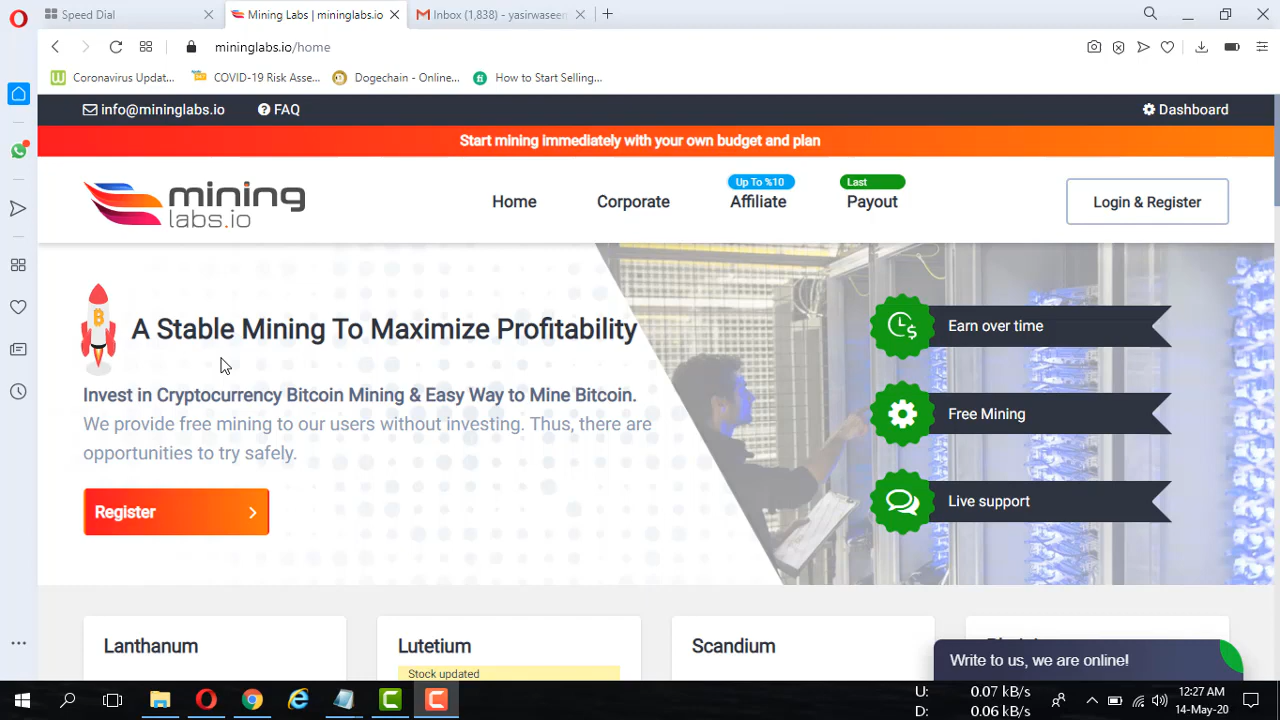 Speed Dial
Mining Labs | mininglabs.io
Inbox (1,838) - yasirwaseem
mininglabs.io/home
Coronavirus Updat...
COVID-19 Risk Asse...
Dogechain - Online...
How to Start Selling...
info@mininglabs.io
FAQ
Dashboard
Start mining immediately with your own budget and plan
mining
labs.io
Home
Corporate
Up To %10
Affiliate
Last
Payout
Login & Register
A Stable Mining To Maximize Profitability
Invest in Cryptocurrency Bitcoin Mining & Easy Way to Mine Bitcoin.
We provide free mining to our users without investing. Thus, there are
opportunities to try safely.
Register
Earn over time
Free Mining
Live support
Lanthanum
Lutetium
Stock updated
Scandium
Write to us, we are online!
U: 0.07 kB/s
D: 0.06 kB/s
12:27 AM
14-May-20